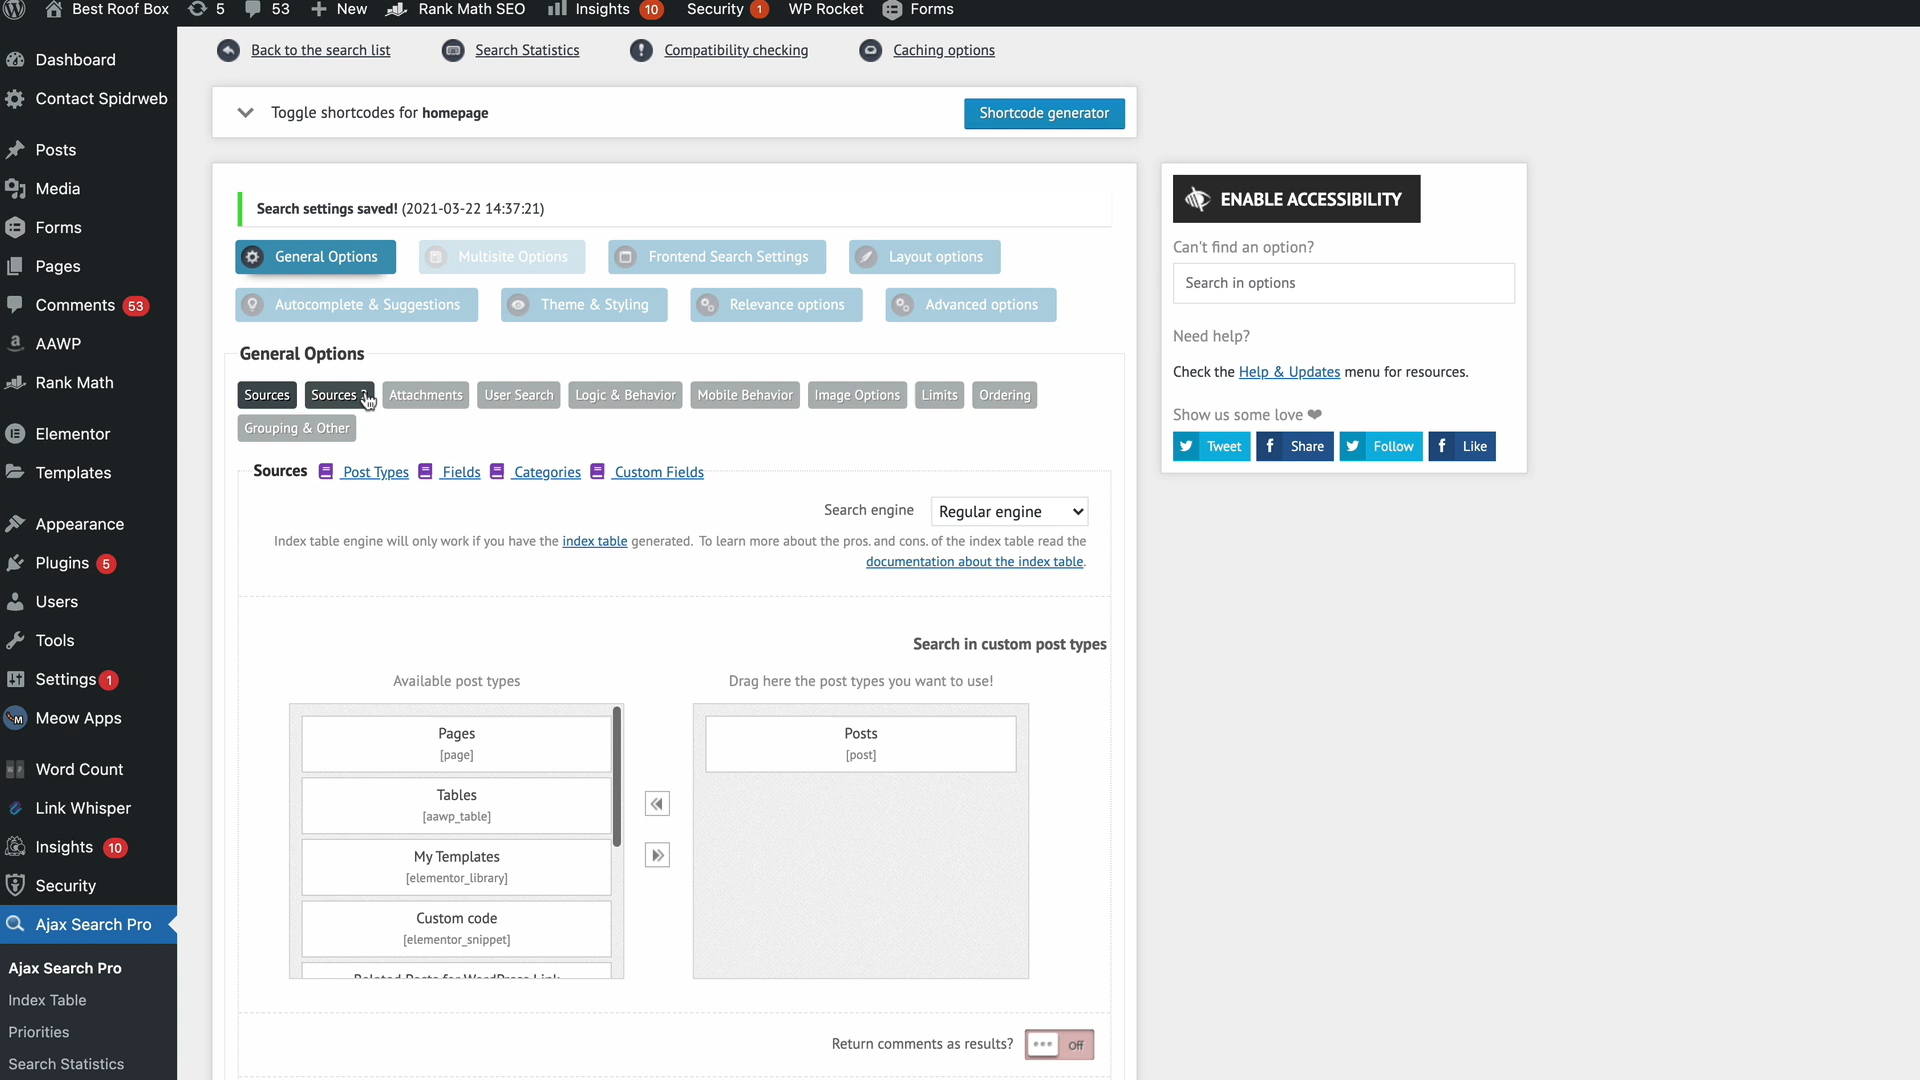 Best Roof Box 5 53 New Rank Math SEO Insights 10 Security 1 WP Rocket Forms
Dashboard
Contact Spidrweb
Posts
Media
Forms
Pages
Comments 53
AAWP
Rank Math
Elementor
Templates
Appearance
Plugins 5
Users
Tools
Settings 1
Meow Apps
Word Count
Link Whisper
Insights 10
Security
Ajax Search Pro
Ajax Search Pro
Index Table
Priorities
Search Statistics
Back to the search list Search Statistics Compatibility checking Caching options
Toggle shortcodes for homepage Shortcode generator
Search settings saved! (2021-03-22 14:37:21)
General Options Multisite Options Frontend Search Settings Layout options
Autocomplete & Suggestions Theme & Styling Relevance options Advanced options
General Options
Sources Sources Attachments User Search Logic & Behavior Mobile Behavior Image Options Limits Ordering
Grouping & Other
Sources Post Types Fields Categories Custom Fields
Search engine Regular engine
Index table engine will only work if you have the index table generated. To learn more about the pros. and cons. of the index table read the
documentation about the index table.
Search in custom post types
Available post types Drag here the post types you want to use!
Pages
[page]
Tables
[aawp_table]
My Templates
[elementor_library]
Custom code
[elementor_snippet]
Related Posts for WordPress Link
Posts
[post]
Return comments as results? Off
ENABLE ACCESSIBILITY
Can't find an option?
Search in options
Need help?
Check the Help & Updates menu for resources.
Show us some love ❤
Tweet Share Follow Like